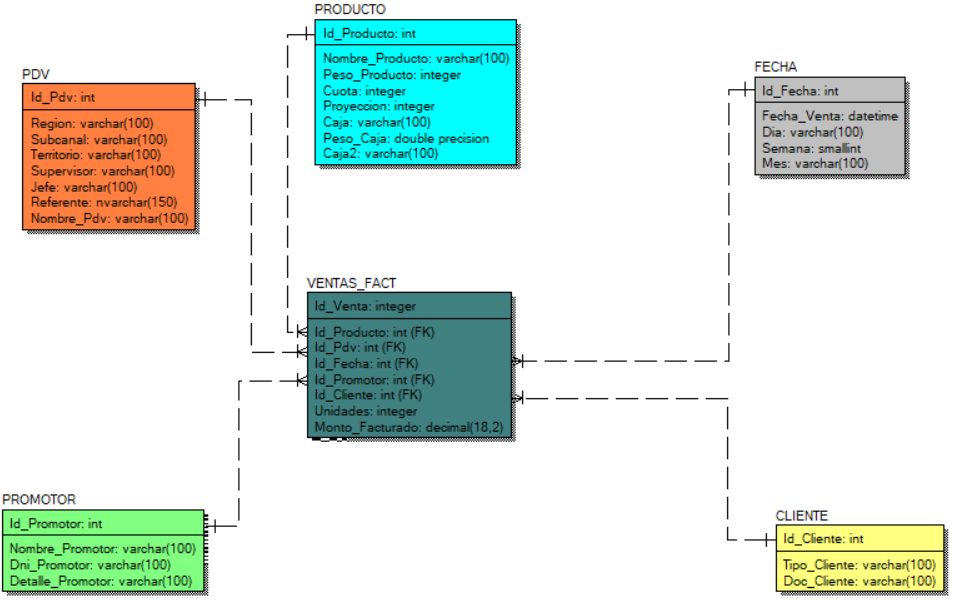 PRODUCTO
Id_Producto: int
Nombre_Producto: varchar(100)
Peso_Producto: integer
Cuota: integer
Proyeccion: integer
Caja: varchar(100)
Peso_Caja: double precision
Caja2: varchar(100)
PDV
Id_Pdv: int
Region: varchar(100)
Subcanal: varchar(100)
Territorio: varchar(100)
Supervisor: varchar(100)
Jefe: varchar(100)
Referente: nvarchar(150)
Nombre_Pdv: varchar(100)
FECHA
Id_Fecha: int
Fecha_Venta: datetime
Dia: varchar(100)
Semana: smallint
Mes: varchar(100)
VENTAS_FACT
Id_Venta: integer
Id_Producto: int (FK)
Id_Pdv: int (FK)
Id_Fecha: int (FK)
Id_Promotor: int (FK)
Id_Cliente: int (FK)
Unidades: integer
Monto_Facturado: decimal(18,2)
PROMOTOR
Id_Promotor: int
Nombre_Promotor: varchar(100)
Dni_Promotor: varchar(100)
Detalle_Promotor: varchar(100)
CLIENTE
Id_Cliente: int
Tipo_Cliente: varchar(100)
Doc_Cliente: varchar(100)